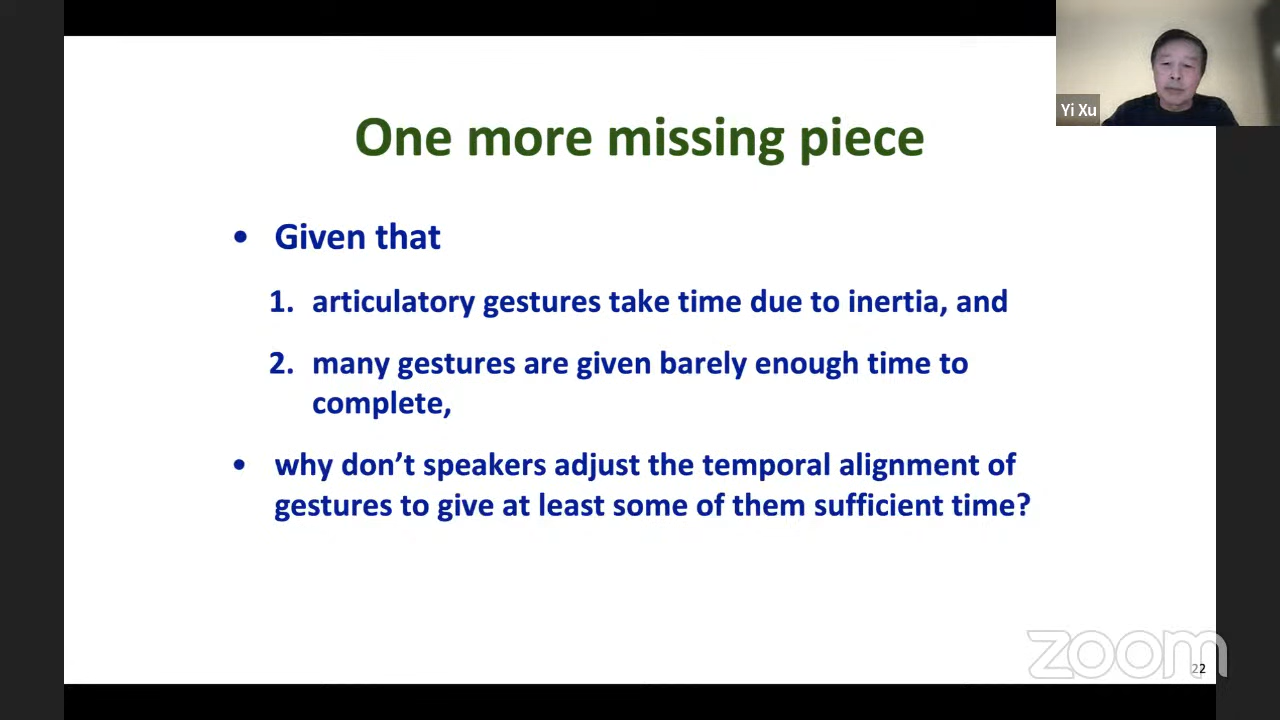 One more missing piece
• Given that
1. articulatory gestures take time due to inertia, and
2. many gestures are given barely enough time to
complete,
• why don’t speakers adjust the temporal alignment of
gestures to give at least some of them sufficient time?
Yi Xu
zoom
22